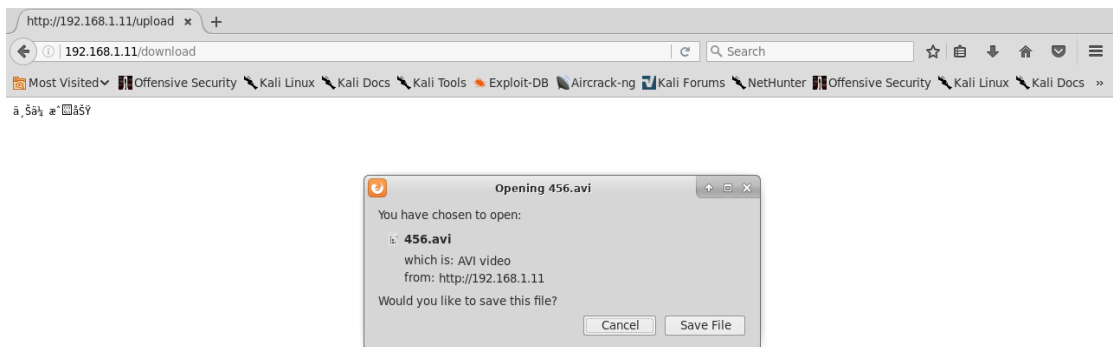 http://192.168.1.11/upload × +
192.168.1.11/download Search
Most Visited Offensive Security Kali Linux Kali Docs Kali Tools Exploit-DB Aircrack-ng Kali Forums NetHunter Offensive Security Kali Linux Kali Docs »
Opening 456.avi
You have chosen to open:
456.avi
which is: AVI video
from: http://192.168.1.11
Would you like to save this file?
Cancel Save File